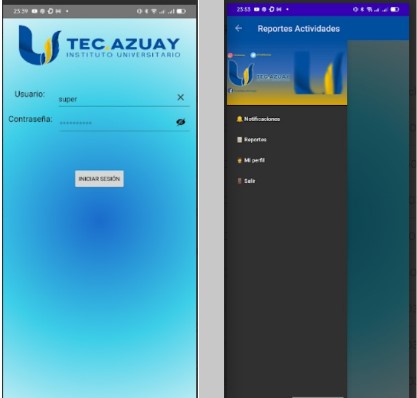 23:39
TEC.AZUAY
INSTITUTO UNIVERSITARIO
Usuario:
super
Contraseña:
INICIAR SESIÓN
23:53
Reportes Actividades
TEC.AZUAY
Notificaciones
Reportes
Mi perfil
Salir